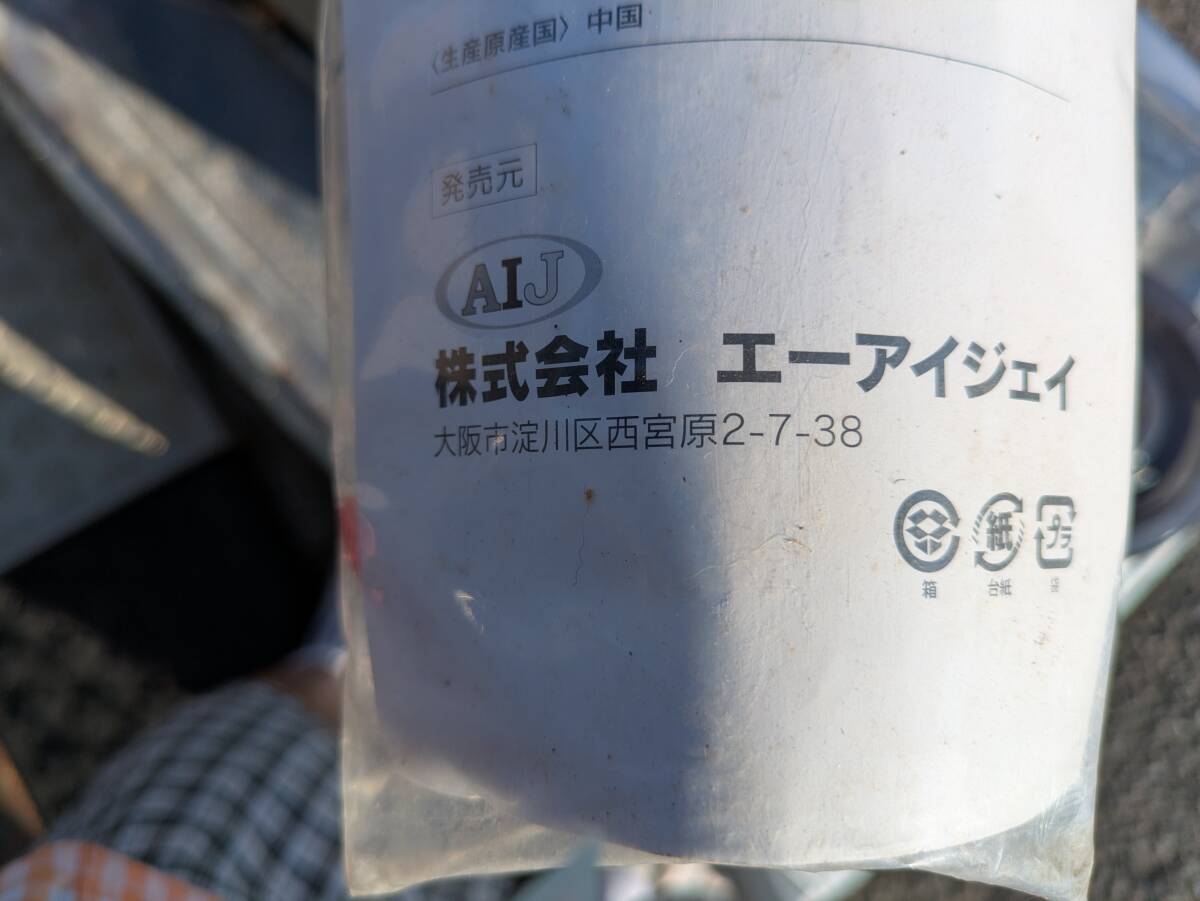 〈生産原産国〉 中国
発売元
AIJ
株式会社 エーアイジェイ
大阪市淀川区西宮原2-7-38
紙 プラ
箱 台紙 袋